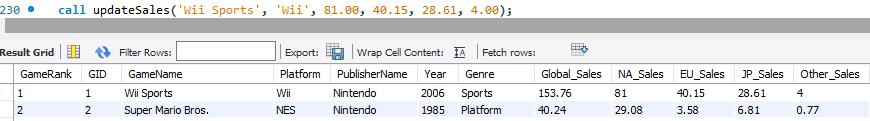 230 call updateSales('Wii Sports', 'Wii', 81.00, 40.15, 28.61, 4.00);
Result Grid Filter Rows: Export: Wrap Cell Content: IA Fetch rows:
GameRank GID GameName Platform PublisherName Year Genre Global_Sales NA_Sales EU_Sales JP_Sales Other_Sales
1 1 Wii Sports Wii Nintendo 2006 Sports 153.76 81 40.15 28.61 4
2 2 Super Mario Bros. NES Nintendo 1985 Platform 40.24 29.08 3.58 6.81 0.77